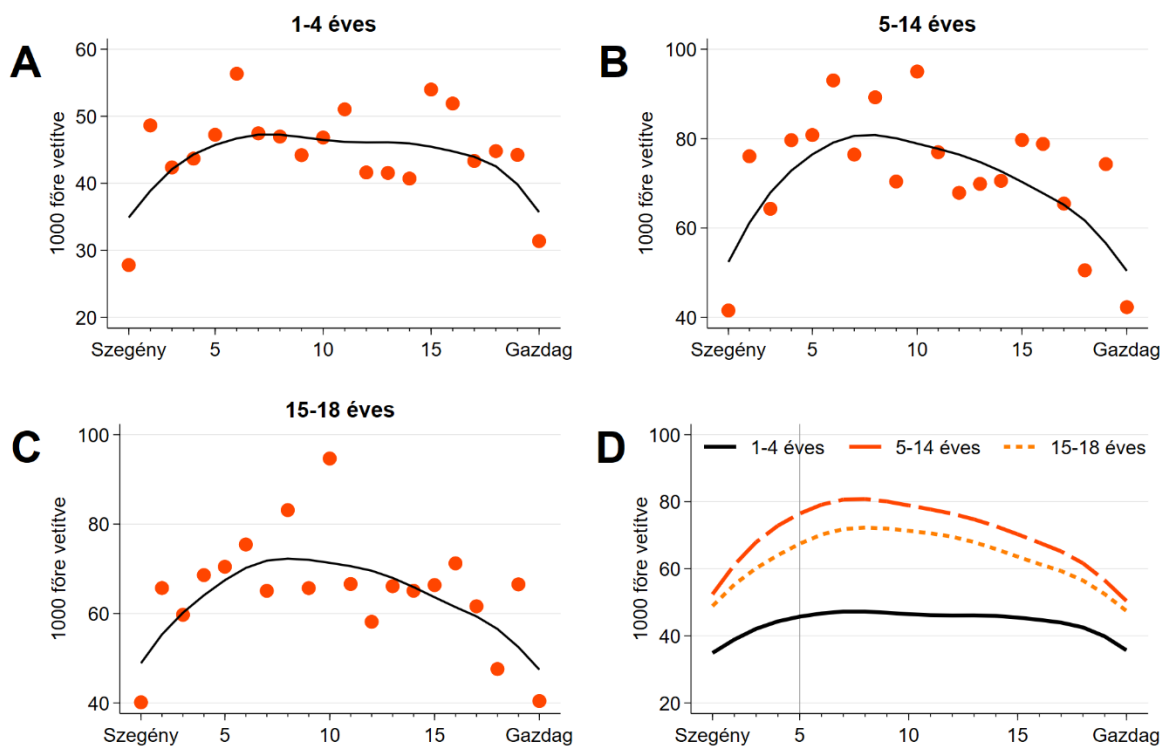 A
1-4 éves
1000 főre vetítve
60
50
40
30
20
Szegény 5 10 15 Gazdag
B
5-14 éves
1000 főre vetítve
100
80
60
40
Szegény 5 10 15 Gazdag
C
15-18 éves
1000 főre vetítve
100
80
60
40
Szegény 5 10 15 Gazdag
D
1-4 éves 5-14 éves 15-18 éves
1000 főre vetítve
100
80
60
40
20
Szegény 5 10 15 Gazdag